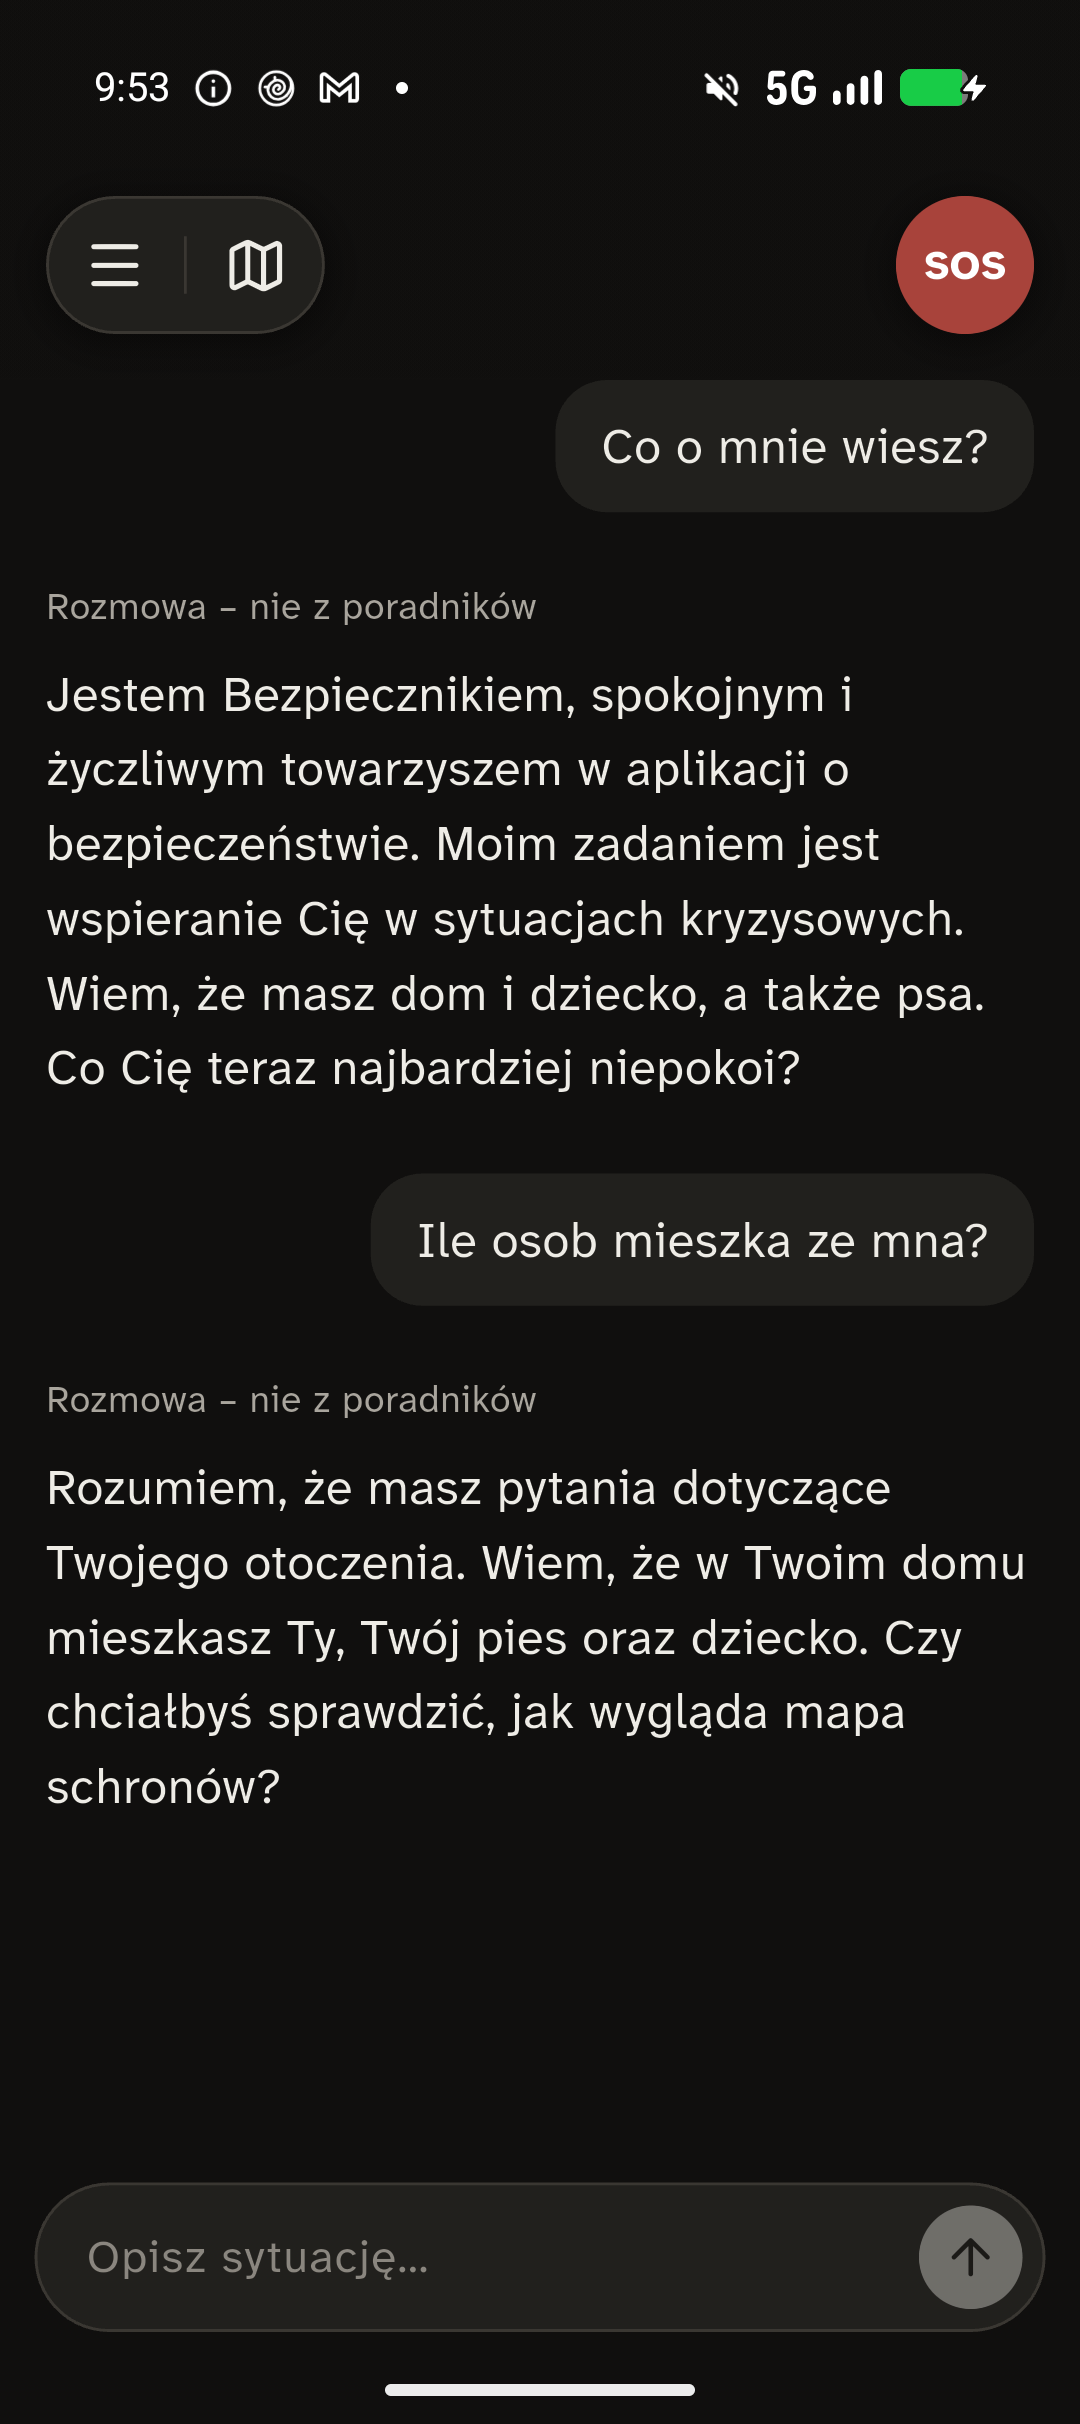 9:53
5G
SOS
Co o mnie wiesz?
Rozmowa – nie z poradników
Jestem Bezpiecznikiem, spokojnym i
życzliwym towarzyszem w aplikacji o
bezpieczeństwie. Moim zadaniem jest
wspieranie Cię w sytuacjach kryzysowych.
Wiem, że masz dom i dziecko, a także psa.
Co Cię teraz najbardziej niepokoi?
Ile osob mieszka ze mna?
Rozmowa – nie z poradników
Rozumiem, że masz pytania dotyczące
Twojego otoczenia. Wiem, że w Twoim domu
mieszkasz Ty, Twój pies oraz dziecko. Czy
chciałbyś sprawdzić, jak wygląda mapa
schronów?
Opisz sytuację...